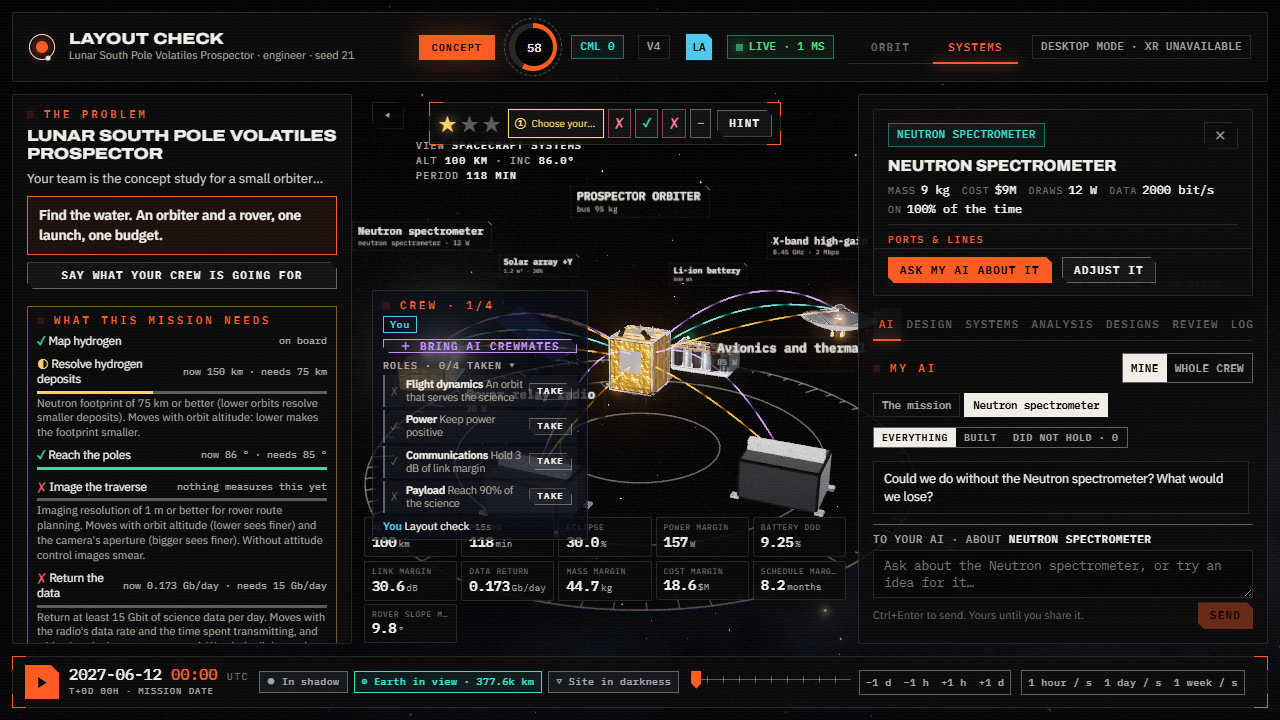 LAYOUT CHECK
Lunar South Pole Volatiles Prospector · engineer · seed 21
CONCEPT
58
CML 0
V4
LA
LIVE · 1 MS
ORBIT
SYSTEMS
DESKTOP MODE · XR UNAVAILABLE
THE PROBLEM
LUNAR SOUTH POLE VOLATILES
PROSPECTOR
Your team is the concept study for a small orbiter…
Find the water. An orbiter and a rover, one
launch, one budget.
SAY WHAT YOUR CREW IS GOING FOR
WHAT THIS MISSION NEEDS
✓ Map hydrogen
on board
Resolve hydrogen
deposits
now 150 km · needs 75 km
Neutron footprint of 75 km or better (lower orbits resolve
smaller deposits). Moves with orbit altitude: lower makes
the footprint smaller.
✓ Reach the poles
now 86 ° · needs 85 °
✗ Image the traverse
nothing measures this yet
Imaging resolution of 1 m or better for rover route
planning. Moves with orbit altitude (lower sees finer) and
the camera's aperture (bigger sees finer). Without attitude
control images smear.
✗ Return the
data
now 0.173 Gb/day · needs 15 Gb/day
Return at least 15 Gbit of science data per day. Moves with
the radio's data rate and the time spent transmitting, and
★★★
① Choose your…
✗
✓
✗
–
HINT
VIEW SPACECRAFT SYSTEMS
ALT 100 KM · INC 86.0°
PERIOD 118 MIN
PROSPECTOR ORBITER
bus 95 kg
Neutron spectrometer
neutron spectrometer · 12 W
Solar array +Y
1.2 m² · 30%
X-band high-gain
8.45 GHz · 2 Mbps
Li-ion battery
Avionics and thermal
85 W
CREW · 1/4
You
+ BRING AI CREWMATES
ROLES · 0/4 TAKEN ▾
✗ Flight dynamics An orbit
that serves the science
TAKE
✓ Power Keep power
positive
TAKE
✓ Communications Hold 3
dB of link margin
TAKE
✗ Payload Reach 90% of
the science
TAKE
You Layout check 15s
100 km
118 min
ECLIPSE
30.0 %
POWER MARGIN
157 W
BATTERY DOD
9.25 %
LINK MARGIN
30.6 dB
DATA RETURN
0.173 Gb/day
MASS MARGIN
44.7 kg
COST MARGIN
18.6 $M
SCHEDULE MARG…
8.2 months
ROVER SLOPE M…
9.8 °
NEUTRON SPECTROMETER
✕
NEUTRON SPECTROMETER
MASS 9 kg COST $9M DRAWS 12 W DATA 2000 bit/s
ON 100% of the time
PORTS & LINES
ASK MY AI ABOUT IT
ADJUST IT
AI
DESIGN
SYSTEMS
ANALYSIS
DESIGNS
REVIEW
LOG
MY AI
MINE
WHOLE CREW
The mission
Neutron spectrometer
EVERYTHING
BUILT
DID NOT HOLD · 0
Could we do without the Neutron spectrometer? What would
we lose?
TO YOUR AI · ABOUT NEUTRON SPECTROMETER
Ask about the Neutron spectrometer, or try an
idea for it…
Ctrl+Enter to send. Yours until you share it.
SEND
2027-06-12 00:00 UTC
T+0D 00H · MISSION DATE
In shadow
Earth in view · 377.6k km
▽ Site in darkness
−1 d
−1 h
+1 h
+1 d
1 hour / s
1 day / s
1 week / s